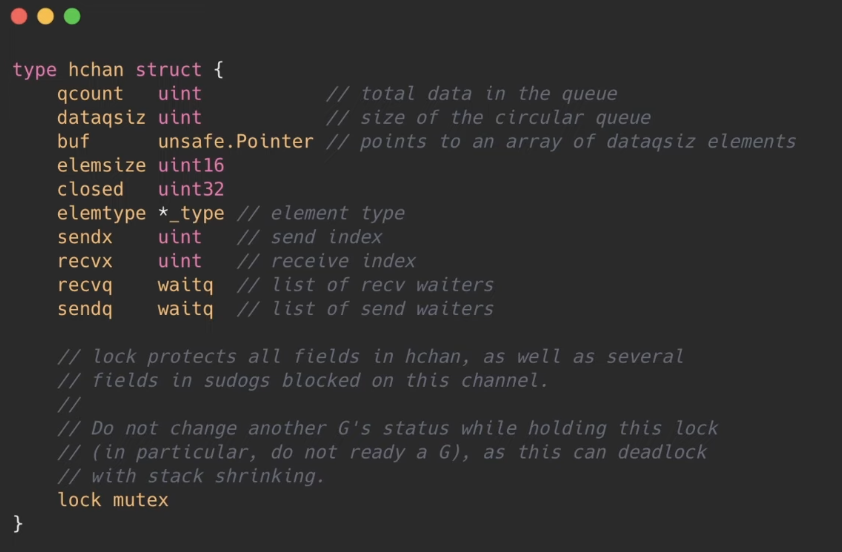 type hchan struct {
    qcount   uint           // total data in the queue
    dataqsiz uint           // size of the circular queue
    buf      unsafe.Pointer // points to an array of dataqsiz elements
    elemsize uint16
    closed   uint32
    elemtype *_type // element type
    sendx    uint   // send index
    recvx    uint   // receive index
    recvq    waitq  // list of recv waiters
    sendq    waitq  // list of send waiters

    // lock protects all fields in hchan, as well as several
    // fields in sudogs blocked on this channel.
    //
    // Do not change another G's status while holding this lock
    // (in particular, do not ready a G), as this can deadlock
    // with stack shrinking.
    lock mutex
}